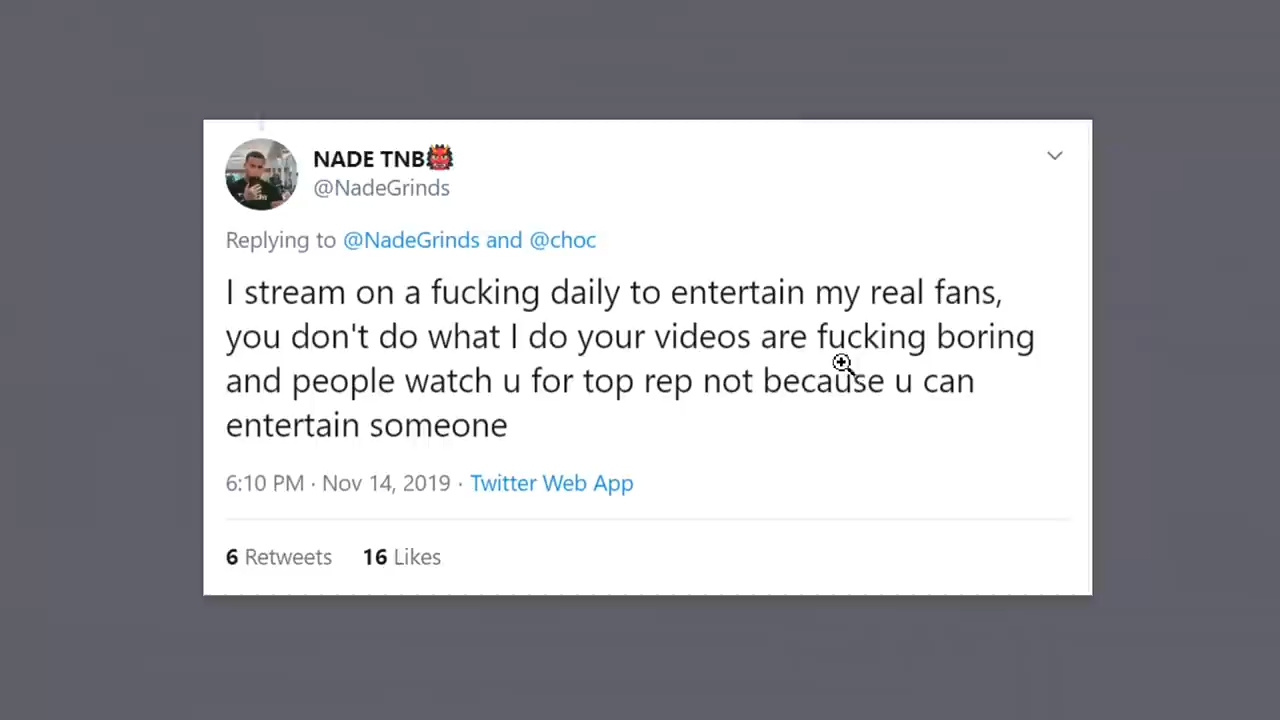 NADE TNB👹
@NadeGrinds
Replying to @NadeGrinds and @choc
I stream on a fucking daily to entertain my real fans,
you don't do what I do your videos are fucking boring
and people watch u for top rep not because u can
entertain someone
6:10 PM · Nov 14, 2019 · Twitter Web App
6 Retweets 16 Likes